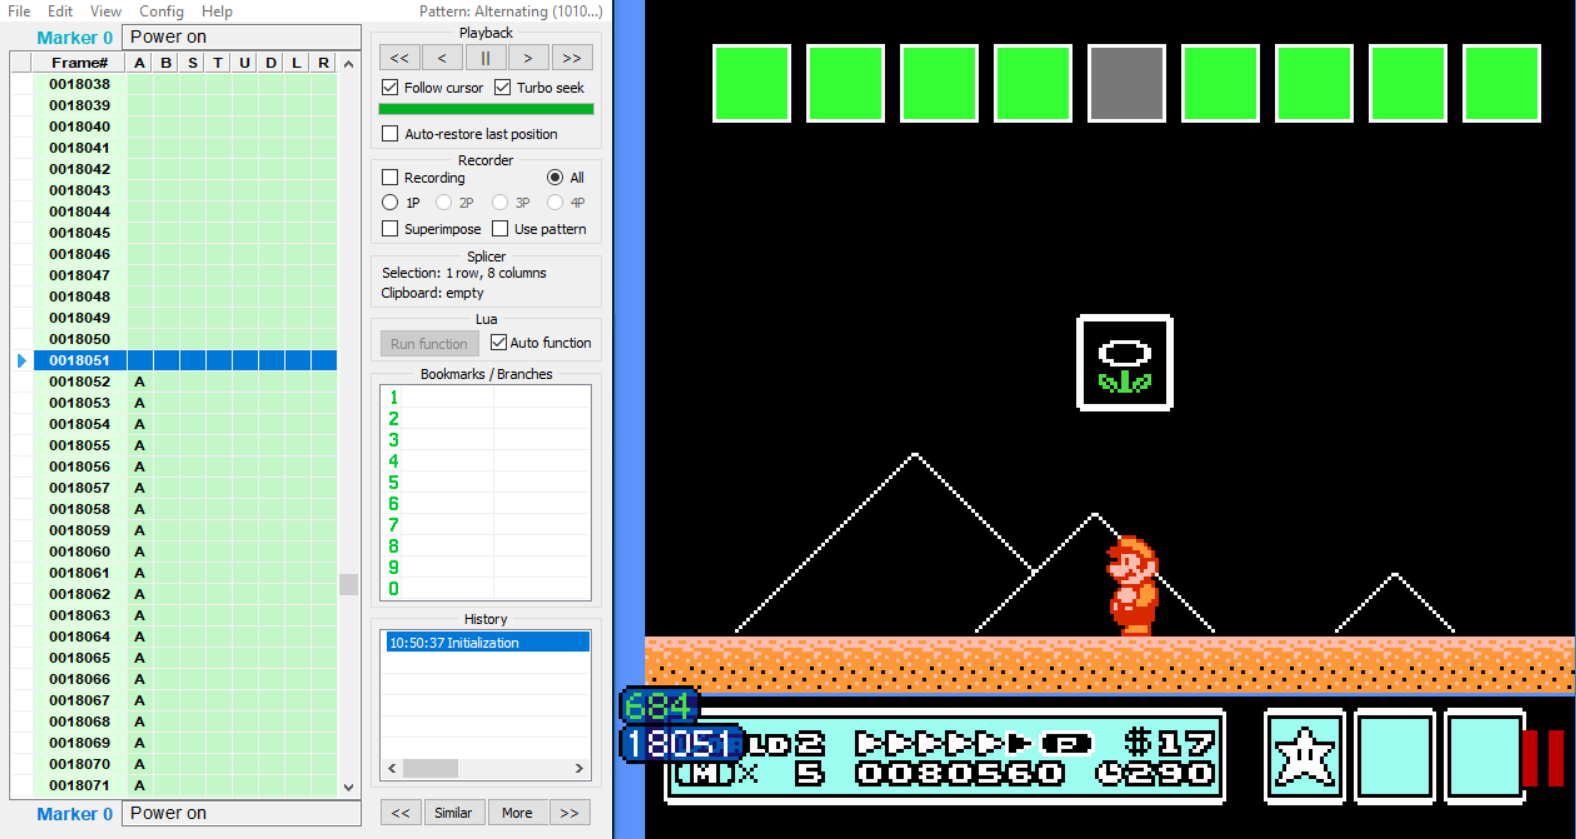 File Edit View Config Help Pattern: Alternating (1010...)
Marker 0 Power on
Frame# A B S T U D L R
0018038
0018039
0018040
0018041
0018042
0018043
0018044
0018045
0018046
0018047
0018048
0018049
0018050
0018051
0018052 A
0018053 A
0018054 A
0018055 A
0018056 A
0018057 A
0018058 A
0018059 A
0018060 A
0018061 A
0018062 A
0018063 A
0018064 A
0018065 A
0018066 A
0018067 A
0018068 A
0018069 A
0018070 A
0018071 A
Marker 0 Power on
Playback
<< < || > >>
Follow cursor Turbo seek
Auto-restore last position
Recorder
Recording All
1P 2P 3P 4P
Superimpose Use pattern
Splicer
Selection: 1 row, 8 columns
Clipboard: empty
Lua
Run function Auto function
Bookmarks / Branches
1
2
3
4
5
6
7
8
9
0
History
10:50:37 Initialization
<< Similar More >>
684
18051
LD 2 P $17
M × 5 0080560 290